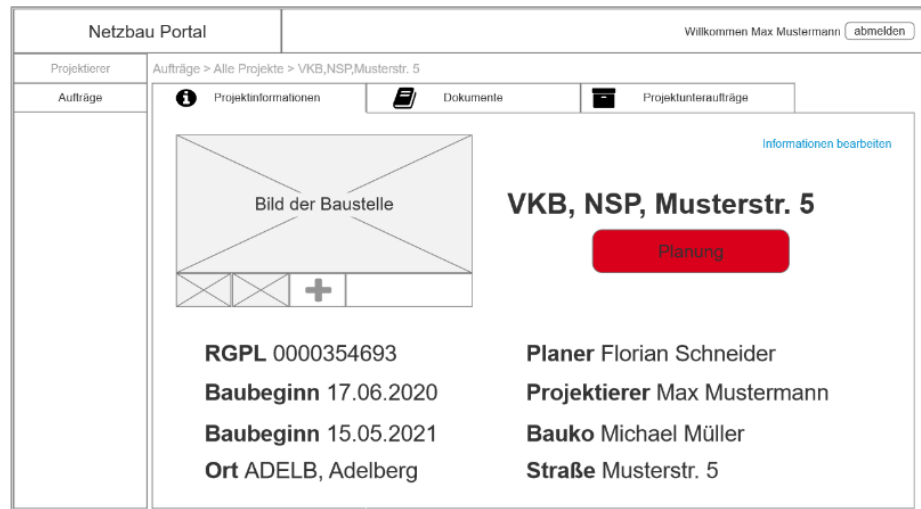 Netzbau Portal
Willkommen Max Mustermann abmelden
Projektierer
Aufträge > Alle Projekte > VKB,NSP,Musterstr. 5
Aufträge
Projektinformationen
Dokumente
Projektunteraufträge
Informationen bearbeiten
Bild der Baustelle
VKB, NSP, Musterstr. 5
Planung
RGPL 0000354693
Planer Florian Schneider
Baubeginn 17.06.2020
Projektierer Max Mustermann
Baubeginn 15.05.2021
Bauko Michael Müller
Ort ADELB, Adelberg
Straße Musterstr. 5